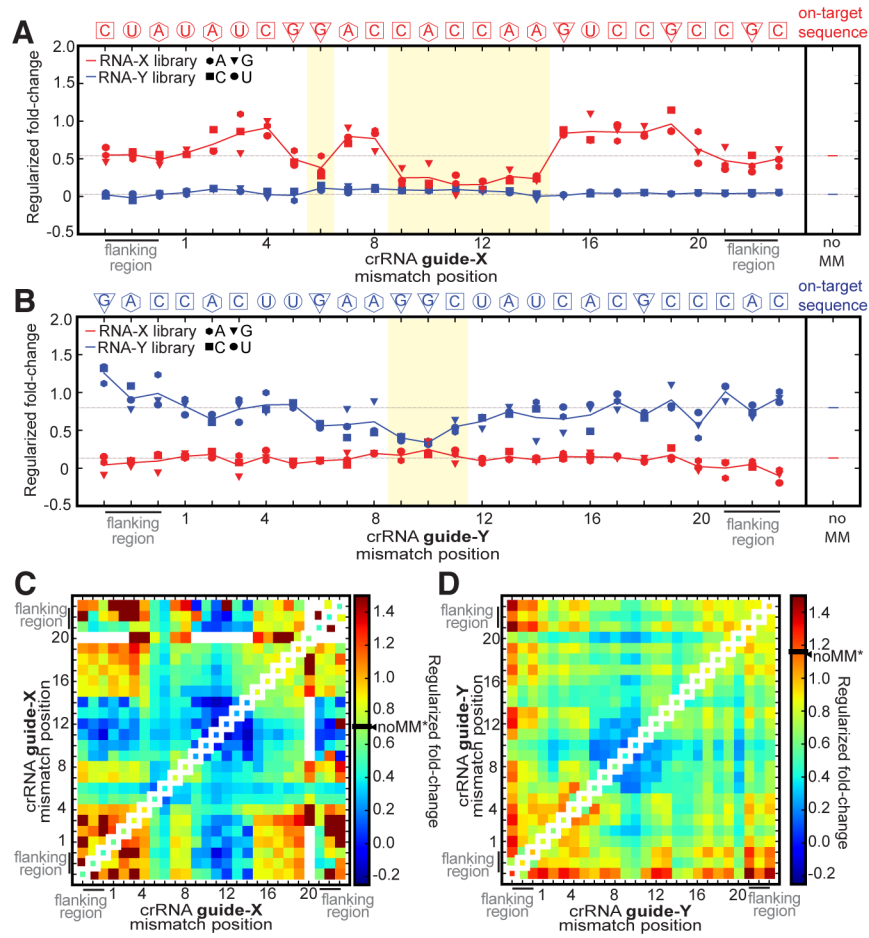 A
C U A U A U C G G A C C A C C A A G U C C G C C G C
on-target
sequence
2.0
1.5
1.0
0.5
0
-0.5
Regularized fold-change
RNA-X library A G
RNA-Y library C U
1 4 8 12 16 20
flanking
region
crRNA guide-X
mismatch position
flanking
region
no
MM
B
G A C C A C U U G A A G G C U A U C A C G C C C A C
on-target
sequence
2.0
1.5
1.0
0.5
0
-0.5
Regularized fold-change
RNA-X library A G
RNA-Y library C U
1 4 8 12 16 20
flanking
region
crRNA guide-Y
mismatch position
flanking
region
no
MM
C
flanking
region
20
16
12
8
4
1
flanking
region
crRNA guide-X
mismatch position
1 4 8 12 16 20
flanking
region
crRNA guide-X
mismatch position
flanking
region
1.4
1.2
1.0
0.8
noMM*
0.6
0.4
0.2
0.0
-0.2
Regularized fold-change
D
flanking
region
20
16
12
8
4
1
flanking
region
crRNA guide-Y
mismatch position
1 4 8 12 16 20
flanking
region
crRNA guide-Y
mismatch position
flanking
region
1.4
1.2
noMM*
1.0
0.8
0.6
0.4
0.2
0.0
-0.2
Regularized fold-change